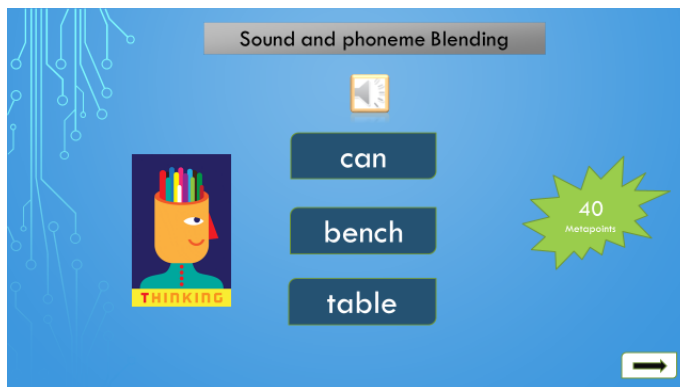 Sound and phoneme Blending
can
bench
table
THINKING
40
Metapoints